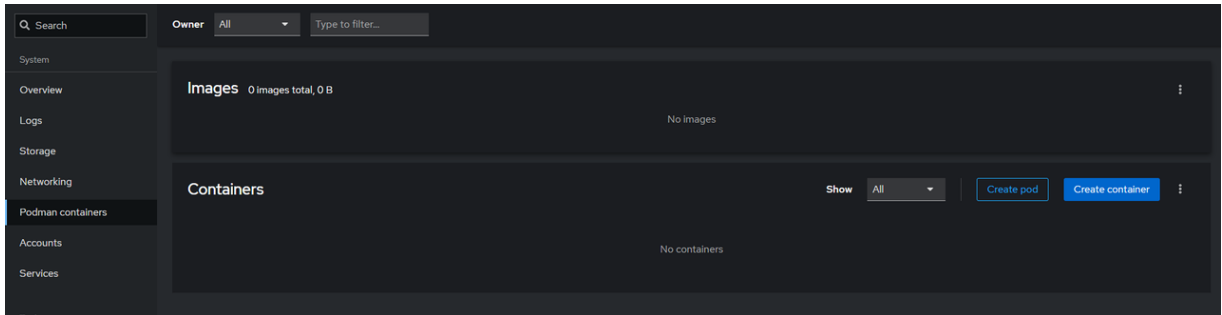 Search
System
Overview
Logs
Storage
Networking
Podman containers
Accounts
Services
Owner All Type to filter...
Images 0 images total, 0 B
No images
Containers Show All Create pod Create container
No containers